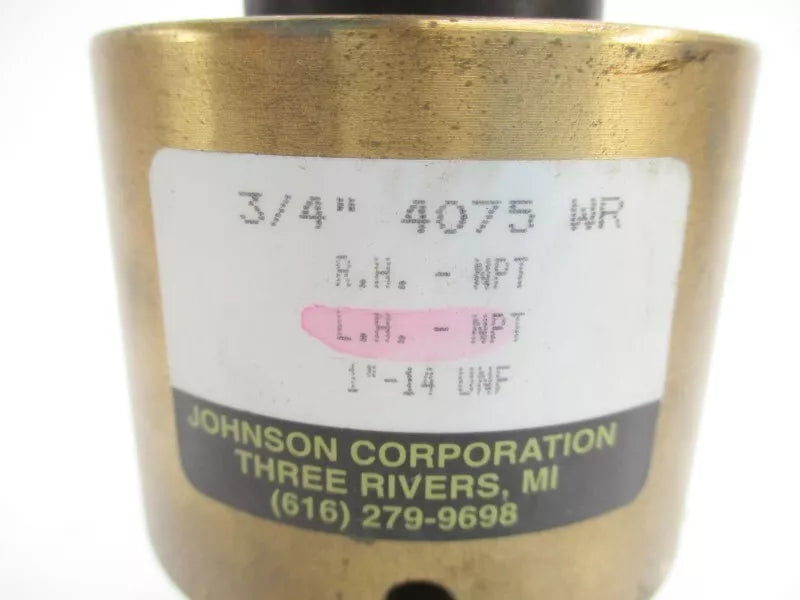 3/4" 4075 WR
R.H. - NPT
L.H. - NPT
1"-14 UNF
JOHNSON CORPORATION
THREE RIVERS, MI
(616) 279-9698